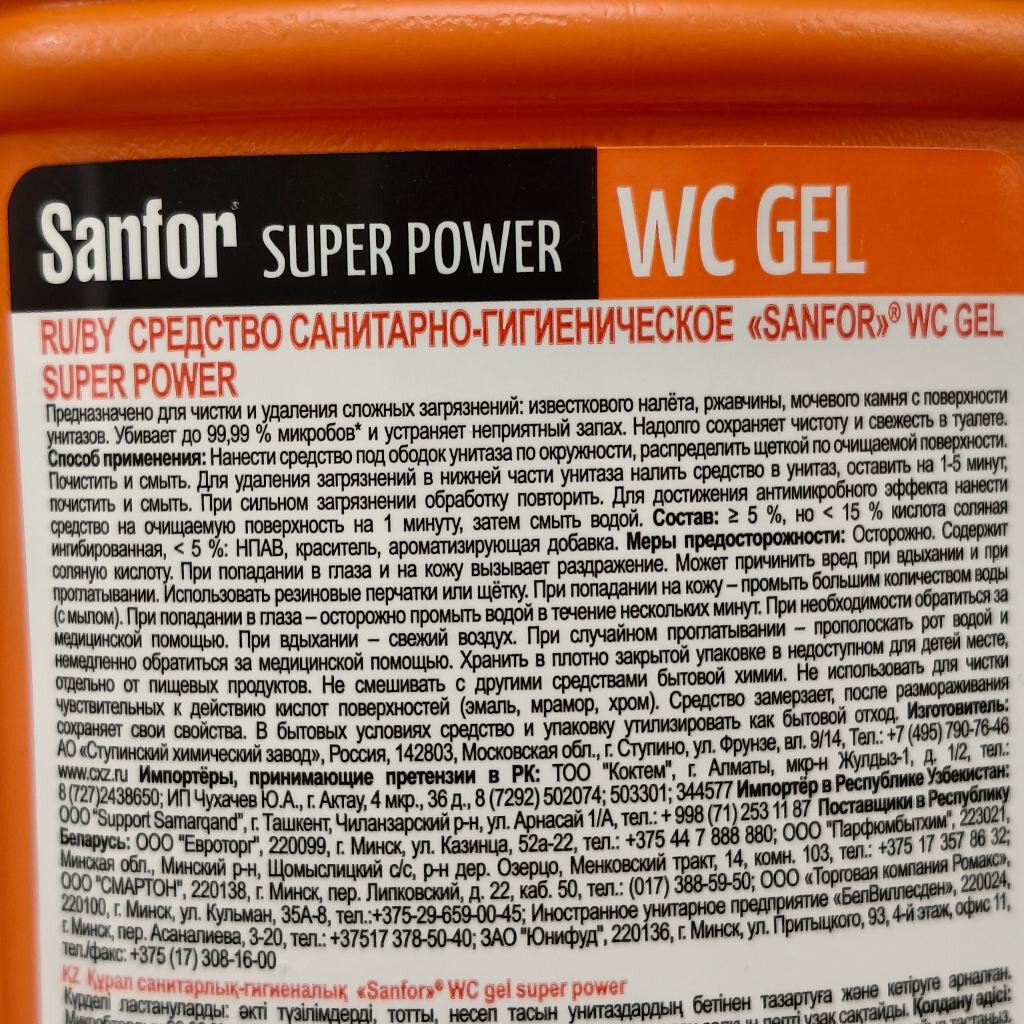 Sanfor® SUPER POWER WC GEL
RU/BY СРЕДСТВО САНИТАРНО-ГИГИЕНИЧЕСКОЕ «SANFOR»® WC GEL
SUPER POWER
Предназначено для чистки и удаления сложных загрязнений: известкового налёта, ржавчины, мочевого камня с поверхности
унитазов. Убивает до 99,99 % микробов* и устраняет неприятный запах. Надолго сохраняет чистоту и свежесть в туалете.
Способ применения: Нанести средство под ободок унитаза по окружности, распределить щеткой по очищаемой поверхности.
Почистить и смыть. Для удаления загрязнений в нижней части унитаза налить средство в унитаз, оставить на 1-5 минут,
почистить и смыть. При сильном загрязнении обработку повторить. Для достижения антимикробного эффекта нанести
средство на очищаемую поверхность на 1 минуту, затем смыть водой. Состав: ≥ 5 %, но < 15 % кислота соляная
ингибированная, < 5 %: НПАВ, краситель, ароматизирующая добавка. Меры предосторожности: Осторожно. Содержит
соляную кислоту. При попадании в глаза и на кожу вызывает раздражение. Может причинить вред при вдыхании и при
проглатывании. Использовать резиновые перчатки или щётку. При попадании на кожу – промыть большим количеством воды
(с мылом). При попадании в глаза – осторожно промыть водой в течение нескольких минут. При необходимости обратиться за
медицинской помощью. При вдыхании – свежий воздух. При случайном проглатывании – прополоскать рот водой и
немедленно обратиться за медицинской помощью. Хранить в плотно закрытой упаковке в недоступном для детей месте,
отдельно от пищевых продуктов. Не смешивать с другими средствами бытовой химии. Не использовать для чистки
чувствительных к действию кислот поверхностей (эмаль, мрамор, хром). Средство замерзает, после размораживания
сохраняет свои свойства. В бытовых условиях средство и упаковку утилизировать как бытовой отход. Изготовитель:
АО «Ступинский химический завод», Россия, 142803, Московская обл., г. Ступино, ул. Фрунзе, вл. 9/14, Тел.: +7 (495) 790-76-46
www.cxz.ru Импортёры, принимающие претензии в РК: ТОО "Коктем", г. Алматы, мкр-н Жулдыз-1, д. 1/2, тел.:
8 (727)2438650; ИП Чухачев Ю.А., г. Актау, 4 мкр., 36 д., 8 (7292) 502074; 503301; 344577 Импортёр в Республике Узбекистан:
ООО "Support Samarqand", г. Ташкент, Чиланзарский р-н, ул. Арнасай 1/А, тел.: + 998 (71) 253 11 87 Поставщики в Республику
Беларусь: ООО "Евроторг", 220099, г. Минск, ул. Казинца, 52а-22, тел.: +375 44 7 888 880; ООО "Парфюмбытхим", 223021,
Минская обл., Минский р-н, Щомыслицкий с/с, р-н дер. Озерцо, Менковский тракт, 14, комн. 103, тел.: +375 17 357 86 32;
ООО "СМАРТОН", 220138, г. Минск, пер. Липковский, д. 22, каб. 50, тел.: (017) 388-59-50; ООО «Торговая компания Ромакс»,
220100, г. Минск, ул. Кульман, 35А-8, тел.:+375-29-659-00-45; Иностранное унитарное предприятие «БелВиллесден», 220024,
г. Минск, пер. Асаналиева, 3-20, тел.: +37517 378-50-40; ЗАО "Юнифуд", 220136, г. Минск, ул. Притыцкого, 93, 4-й этаж, офис 11,
тел./факс: +375 (17) 308-16-00
KZ Құрал санитарлық-гигиеналық «Sanfor»® WC gel super power
Күрделі ластануларды: әкті түзілімдерді, тотты, несеп тасын унитаздардың бетінен тазартуға және кетіруге арналған.
ұзақ сақтайды. Қолдану әдісі: